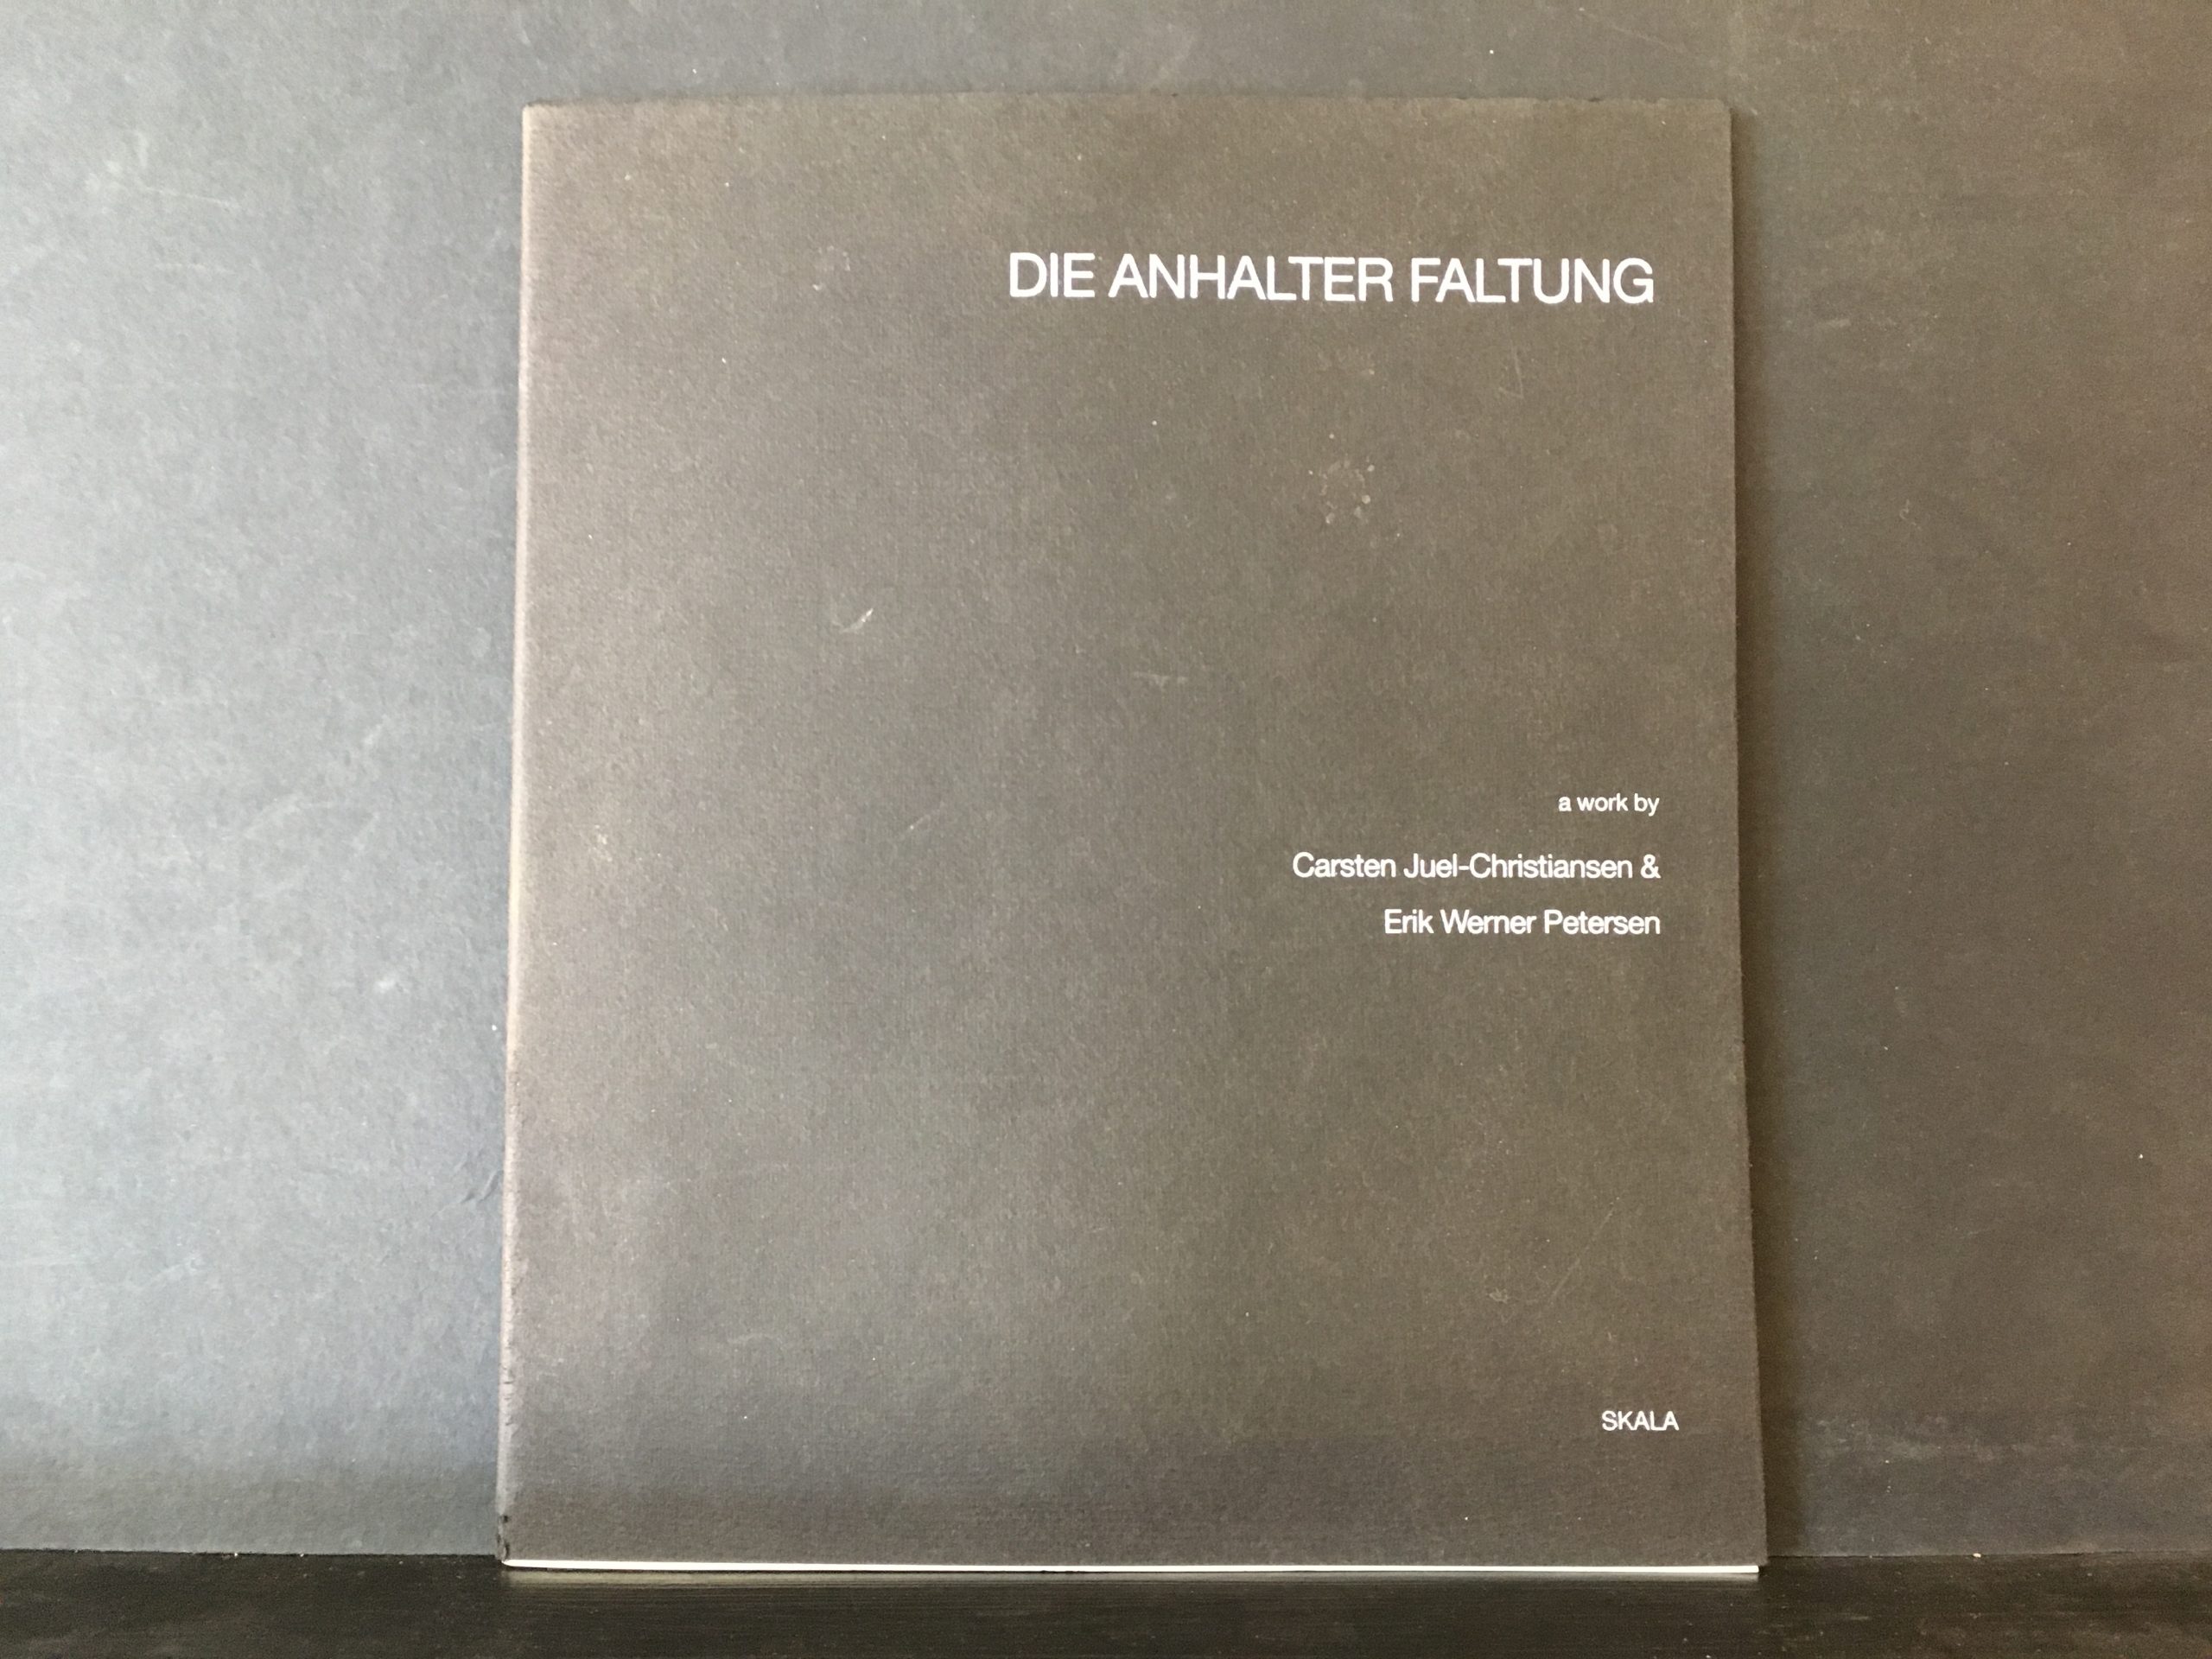 DIE ANHALTER FALTUNG
a work by
Carsten Juel-Christiansen &
Erik Werner Petersen
SKALA